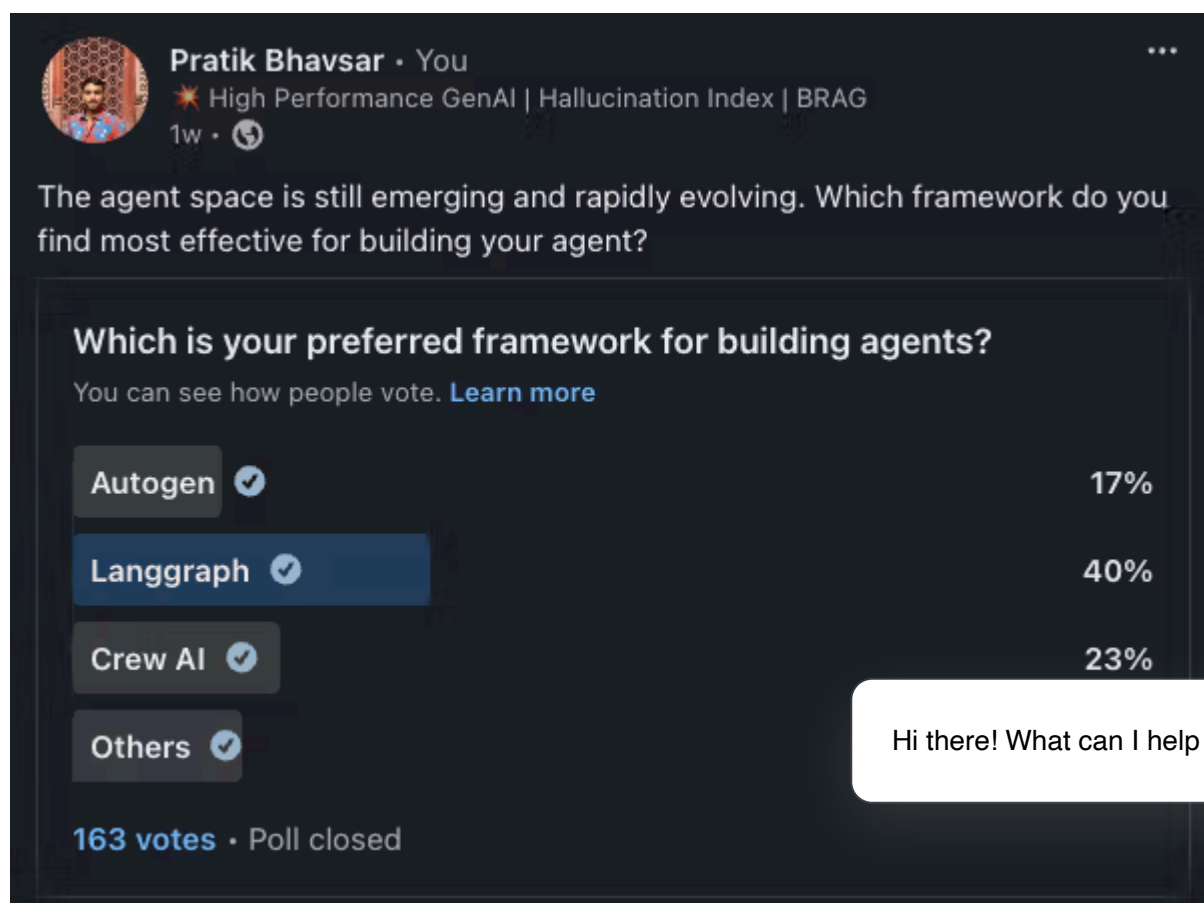 Pratik Bhavsar • You
💥 High Performance GenAI | Hallucination Index | BRAG
1w •
The agent space is still emerging and rapidly evolving. Which framework do you
find most effective for building your agent?
Which is your preferred framework for building agents?
You can see how people vote. Learn more
Autogen 17%
Langgraph 40%
Crew AI 23%
Others
Hi there! What can I help
163 votes • Poll closed